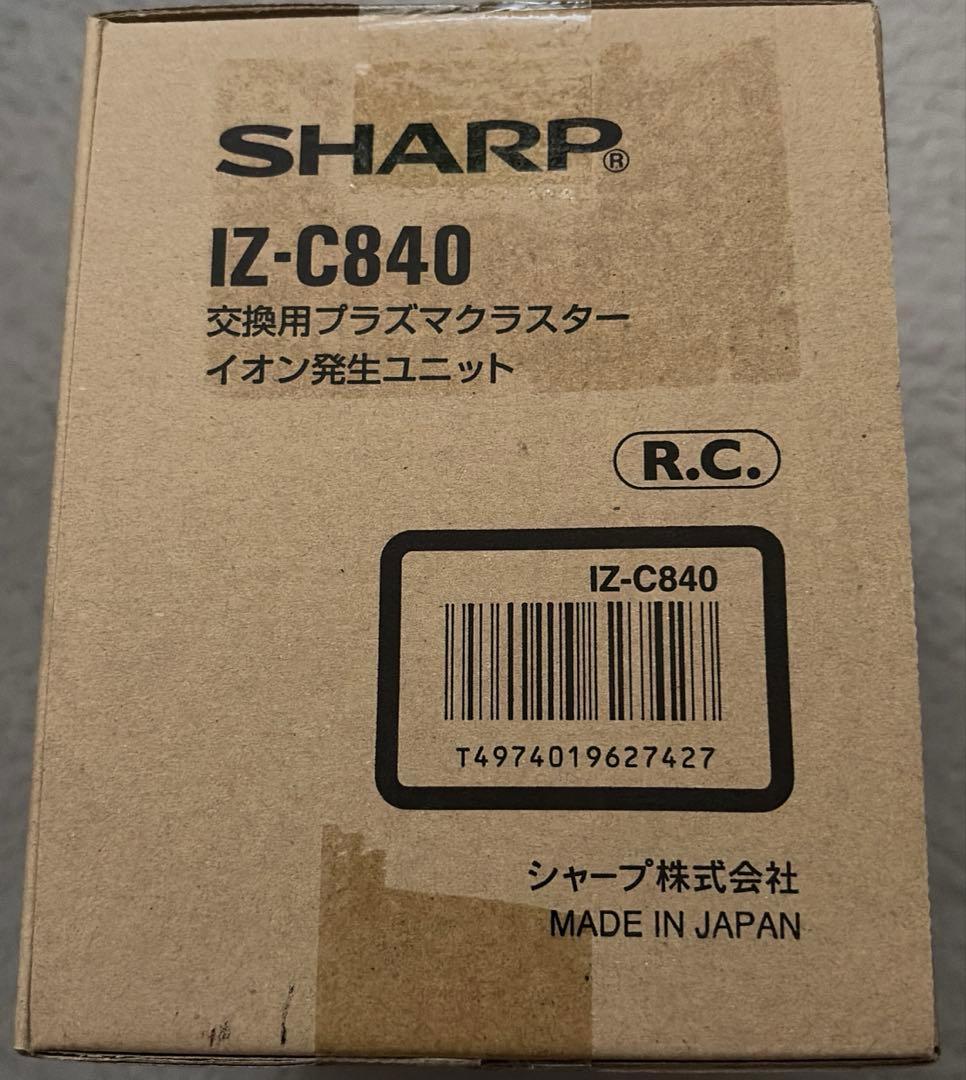 SHARP®
IZ-C840
交換用プラズマクラスター
イオン発生ユニット
R.C.
IZ-C840
T4974019627427
シャープ株式会社
MADE IN JAPAN